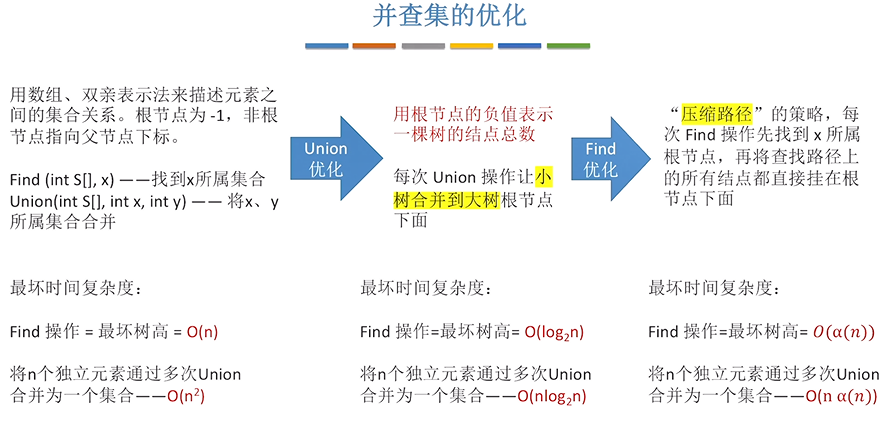 并查集的优化
用数组、双亲表示法来描述元素之
间的集合关系。根节点为 -1，非根
节点指向父节点下标。
Find (int S[], x) ——找到x所属集合
Union(int S[], int x, int y) —— 将x、y
所属集合合并
Union
优化
用根节点的负值表示
一棵树的结点总数
每次 Union 操作让小
树合并到大树根节点
下面
Find
优化
“压缩路径”的策略，每
次 Find 操作先找到 x 所属
根节点，再将查找路径上
的所有结点都直接挂在根
节点下面
最坏时间复杂度：
Find 操作 = 最坏树高 = O(n)
将n个独立元素通过多次Union
合并为一个集合——O(n²)
最坏时间复杂度：
Find 操作=最坏树高= O(log₂n)
将n个独立元素通过多次Union
合并为一个集合——O(nlog₂n)
最坏时间复杂度：
Find 操作=最坏树高= O(α(n))
将n个独立元素通过多次Union
合并为一个集合——O(n α(n))